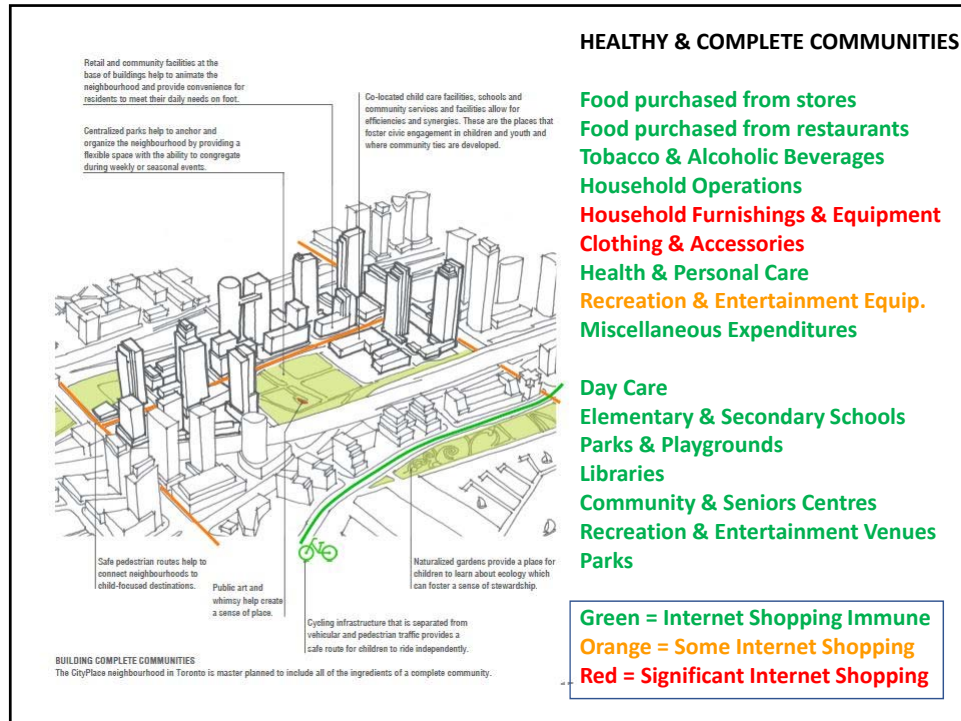 HEALTHY & COMPLETE COMMUNITIES
Retail and community facilities at the
base of buildings help to animate the
neighbourhood and provide convenience for
residents to meet their daily needs on foot.
Centralized parks help to anchor and
organize the neighbourhood by providing a
flexible space with the ability to congregate
during weekly or seasonal events.
Co-located child care facilities, schools and
community services and facilities allow for
efficiencies and synergies. These are the places that
foster civic engagement in children and youth and
where community ties are developed.
Safe pedestrian routes help to
connect neighbourhoods to
child-focused destinations.
Public art and
whimsy help create
a sense of place.
Cycling infrastructure that is separated from
vehicular and pedestrian traffic provides a
safe route for children to ride independently.
Naturalized gardens provide a place for
children to learn about ecology which
can foster a sense of stewardship.
BUILDING COMPLETE COMMUNITIES
The CityPlace neighbourhood in Toronto is master planned to include all of the ingredients of a complete community.
Food purchased from stores
Food purchased from restaurants
Tobacco & Alcoholic Beverages
Household Operations
Household Furnishings & Equipment
Clothing & Accessories
Health & Personal Care
Recreation & Entertainment Equip.
Miscellaneous Expenditures
Day Care
Elementary & Secondary Schools
Parks & Playgrounds
Libraries
Community & Seniors Centres
Recreation & Entertainment Venues
Parks
Green = Internet Shopping Immune
Orange = Some Internet Shopping
Red = Significant Internet Shopping